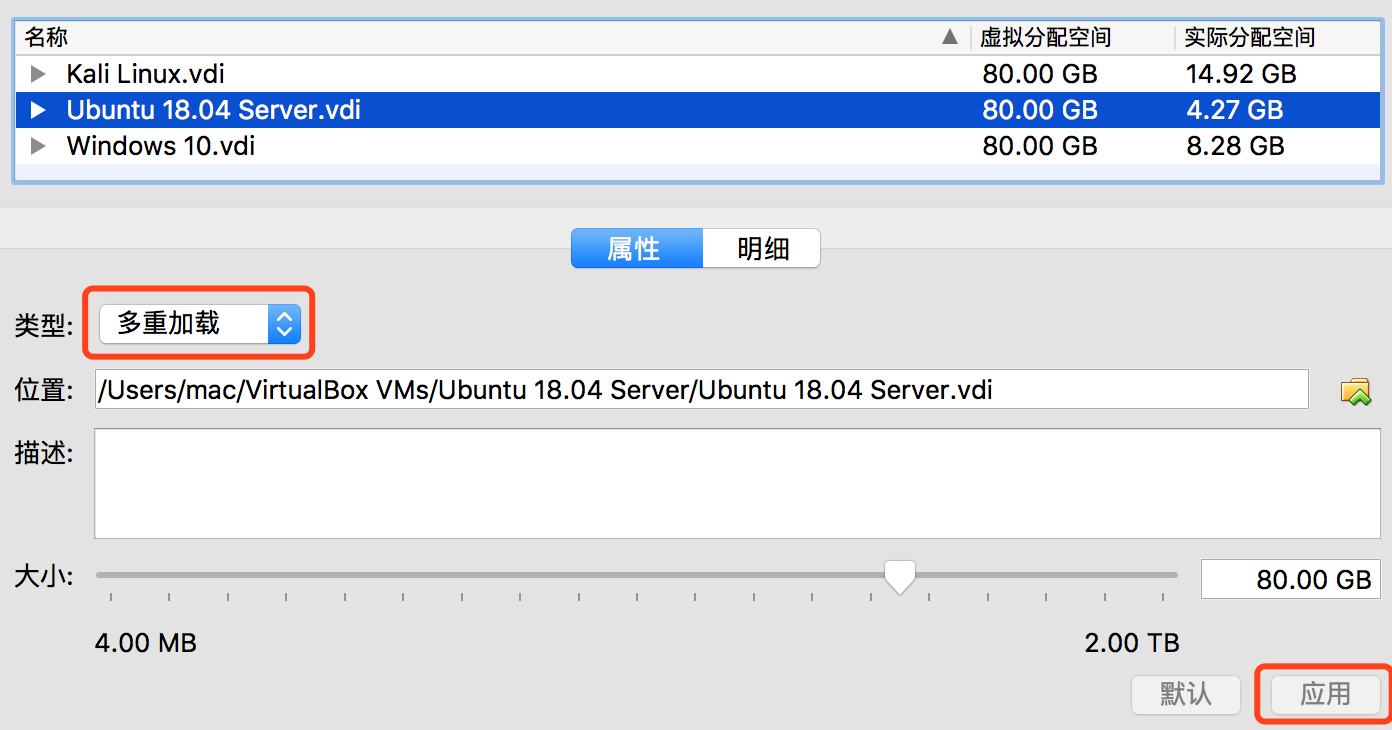 名称 虚拟分配空间 实际分配空间
Kali Linux.vdi 80.00 GB 14.92 GB
Ubuntu 18.04 Server.vdi 80.00 GB 4.27 GB
Windows 10.vdi 80.00 GB 8.28 GB
属性 明细
类型: 多重加载
位置: /Users/mac/VirtualBox VMs/Ubuntu 18.04 Server/Ubuntu 18.04 Server.vdi
描述:
大小: 80.00 GB
4.00 MB 2.00 TB
默认 应用